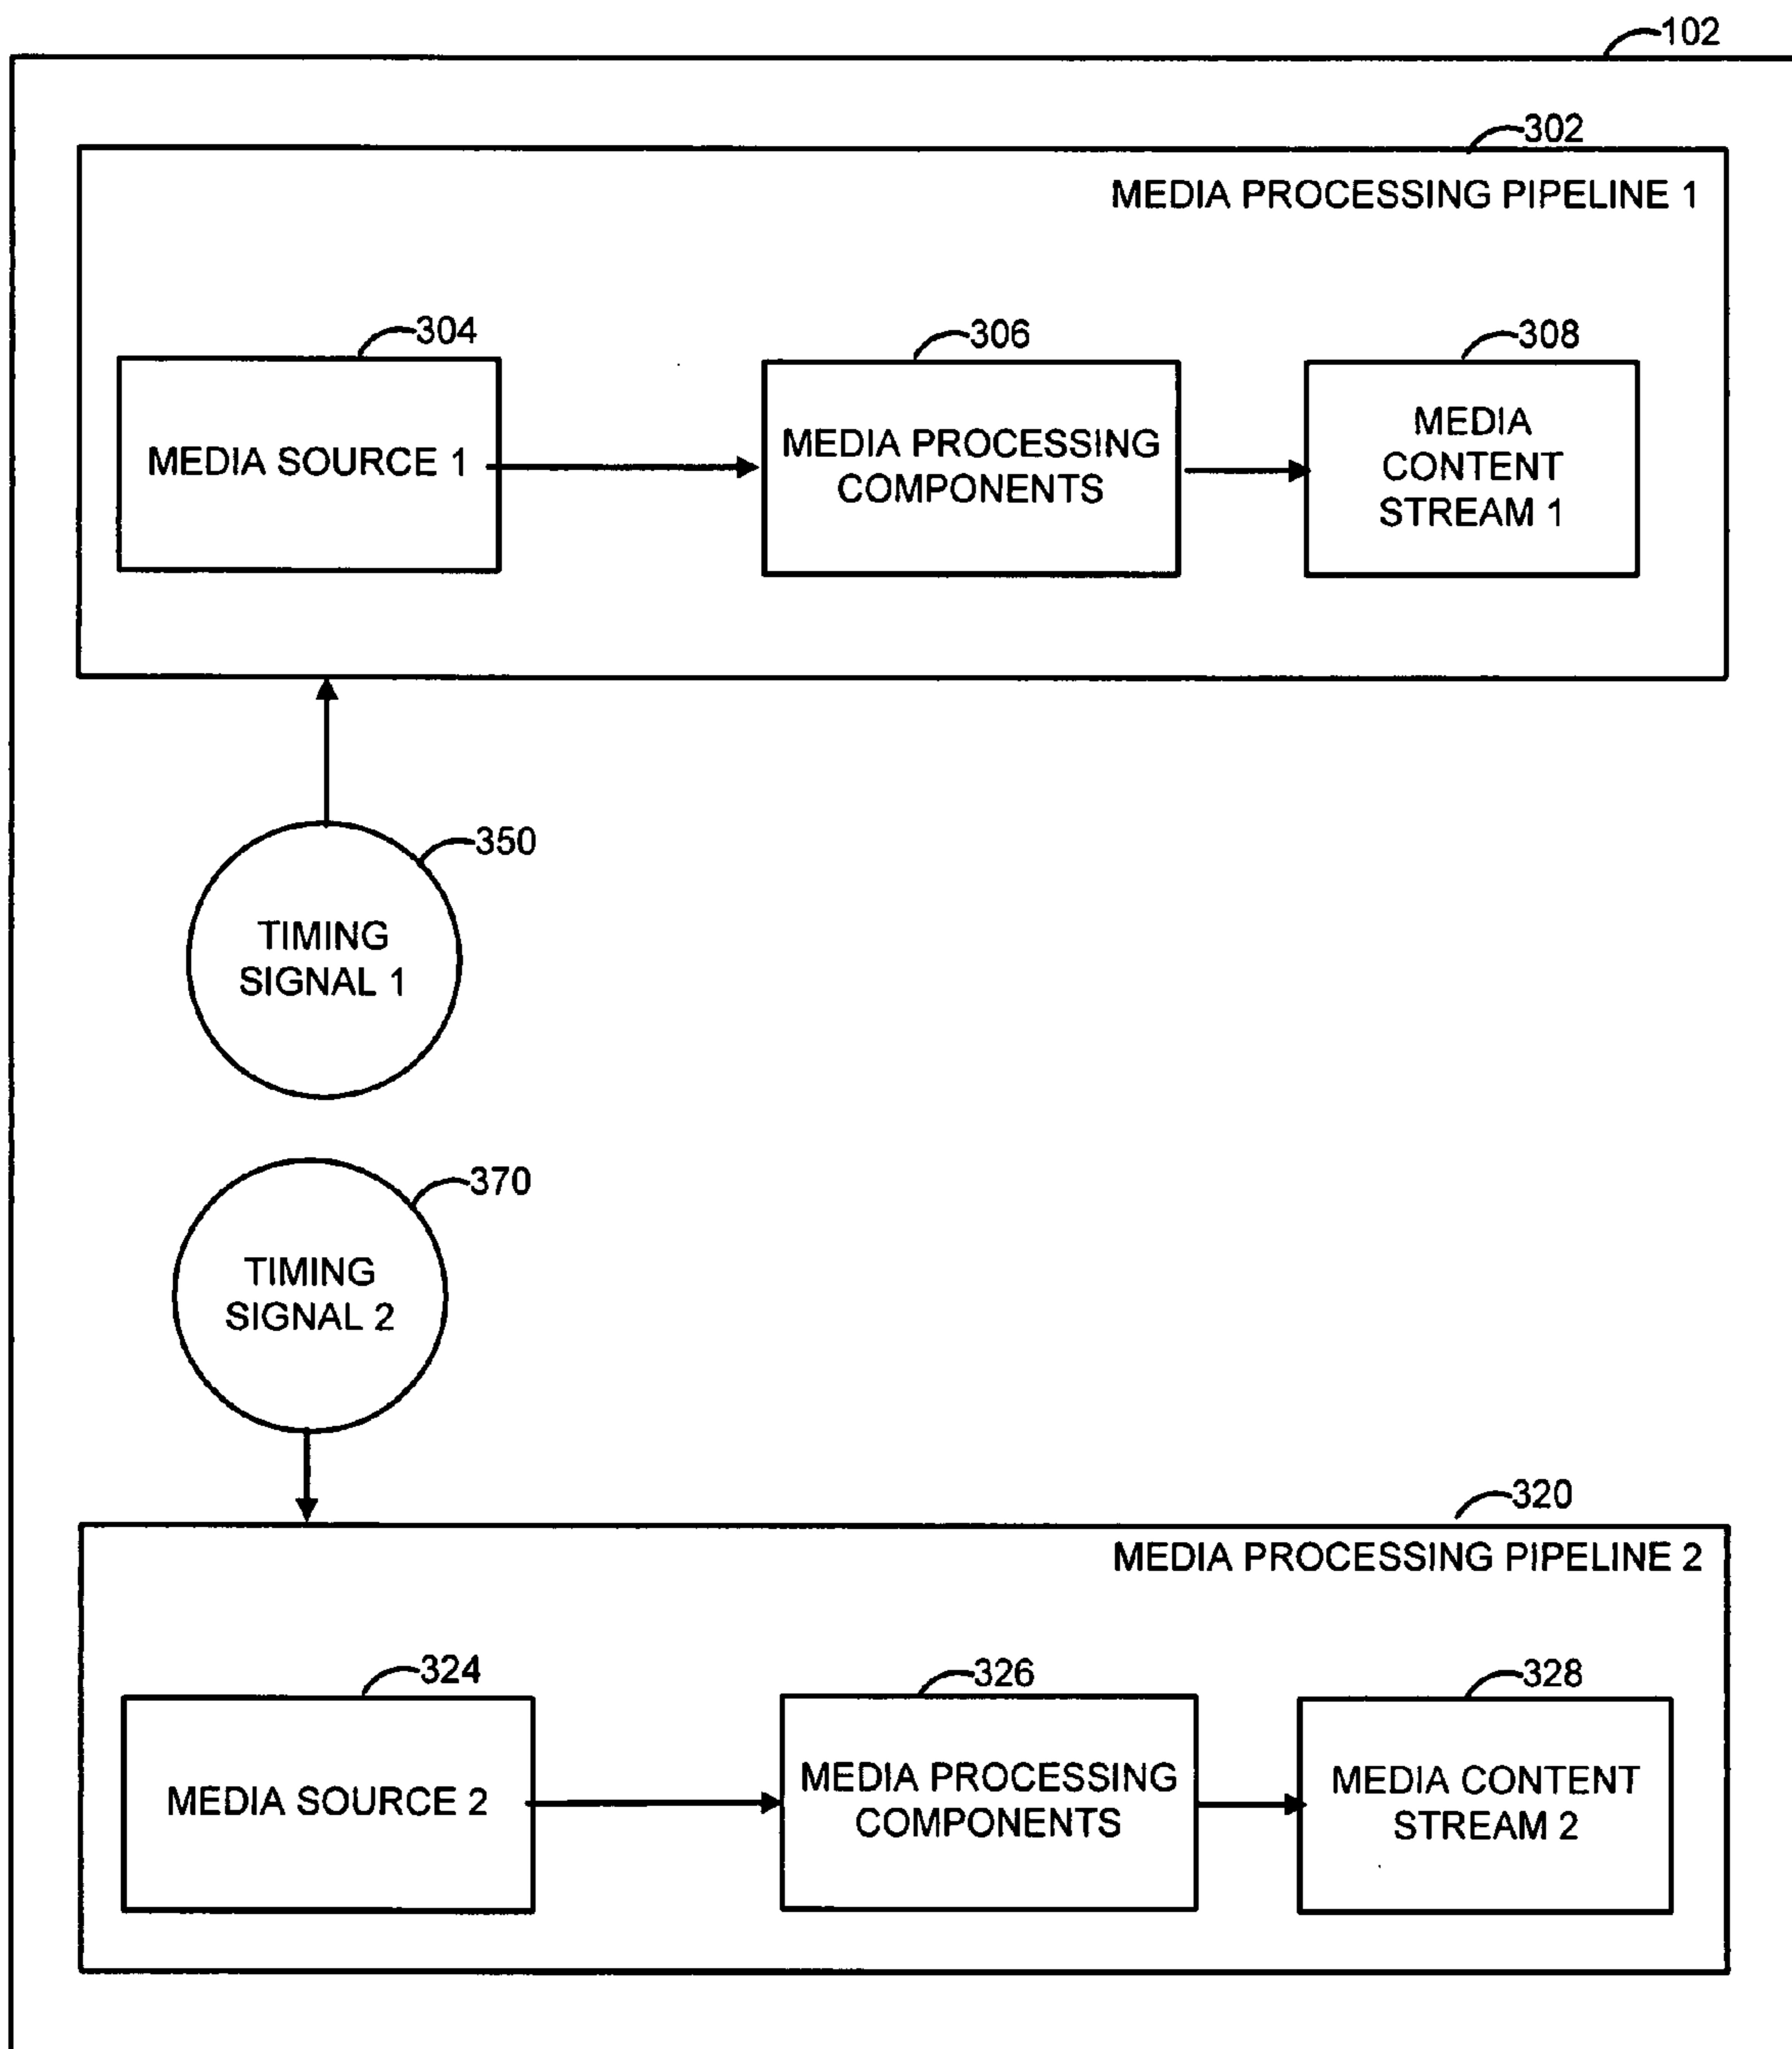 102
302
MEDIA PROCESSING PIPELINE 1
304
306
308
MEDIA SOURCE 1
MEDIA PROCESSING
COMPONENTS
MEDIA
CONTENT
STREAM 1
350
TIMING
SIGNAL 1
370
TIMING
SIGNAL 2
320
MEDIA PROCESSING PIPELINE 2
324
326
328
MEDIA SOURCE 2
MEDIA PROCESSING
COMPONENTS
MEDIA CONTENT
STREAM 2